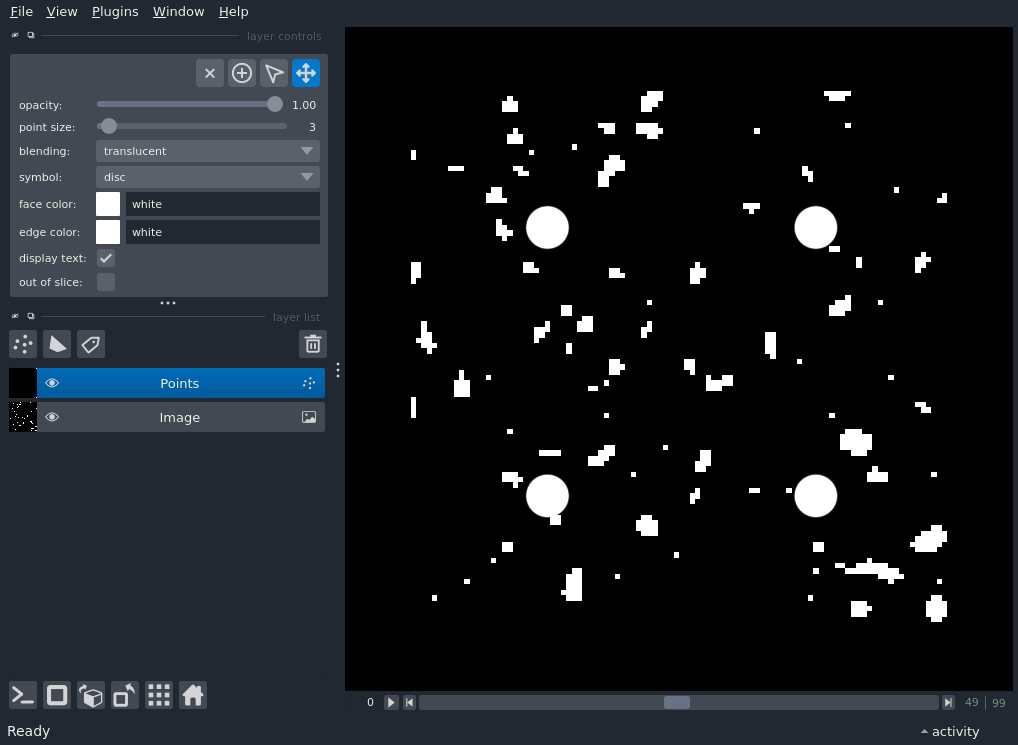 File View Plugins Window Help
layer controls
opacity: 1.00
point size: 3
blending: translucent
symbol: disc
face color: white
edge color: white
display text:
out of slice:
layer list
Points
Image
0 49 99
Ready activity